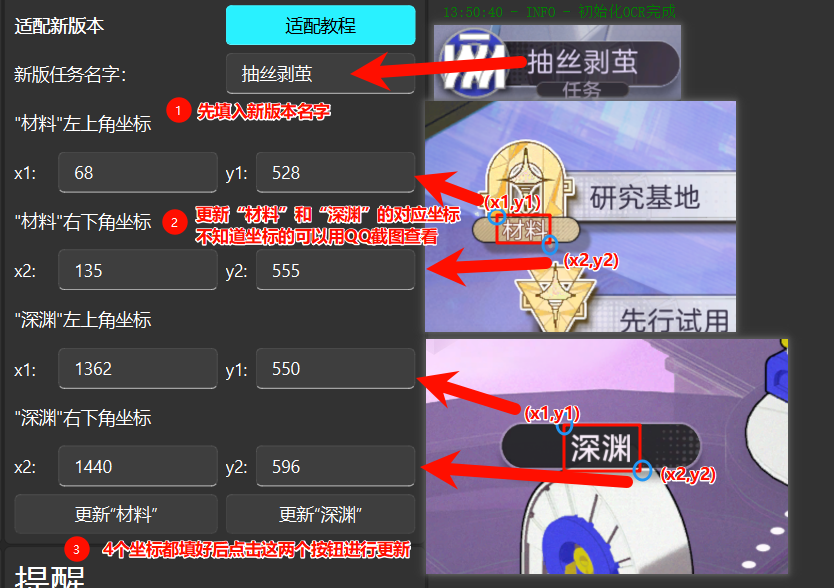 适配新版本
适配教程
13:50:40 - INFO - 初始化OCR完成
新版任务名字：
抽丝剥茧
抽丝剥茧
任务
1 先填入新版本名字
"材料"左上角坐标
x1: 68 y1: 528
(x1,y1)
研究基地
材料
"材料"右下角坐标
2 更新“材料”和“深渊”的对应坐标
不知道坐标的可以用QQ截图查看
(x2,y2)
x2: 135 y2: 555
先行试用
"深渊"左上角坐标
x1: 1362 y1: 550
(x1,y1)
深渊
"深渊"右下角坐标
(x2,y2)
x2: 1440 y2: 596
更新"材料"
更新"深渊"
3 4个坐标都填好后点击这两个按钮进行更新
提醒